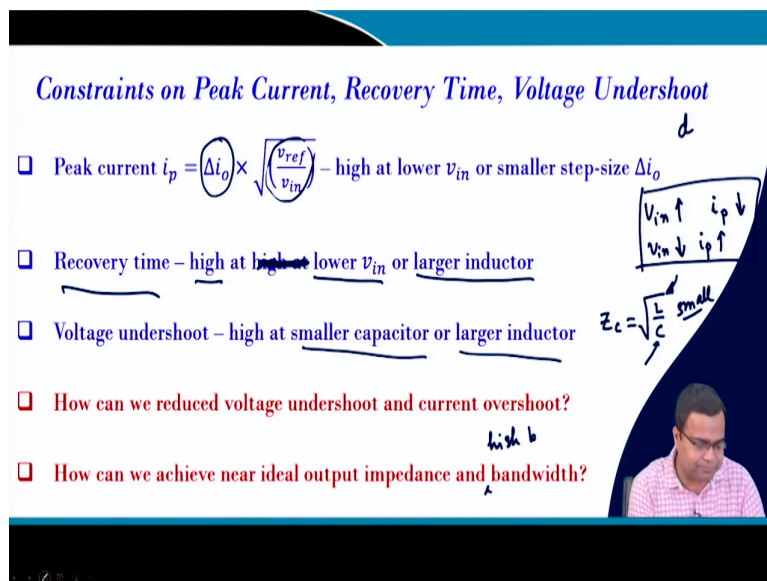 Constraints on Peak Current, Recovery Time, Voltage Undershoot
d
Peak current i_p = Δi_o × √(v_ref / v_in) – high at lower v_in or smaller step-size Δi_o
V_in ↑ i_p ↓
V_in ↓ i_p ↑
Recovery time – high at lower v_in or larger inductor
Z_c = √(L/C) small
Voltage undershoot – high at smaller capacitor or larger inductor
How can we reduced voltage undershoot and current overshoot?
high b
How can we achieve near ideal output impedance and bandwidth?